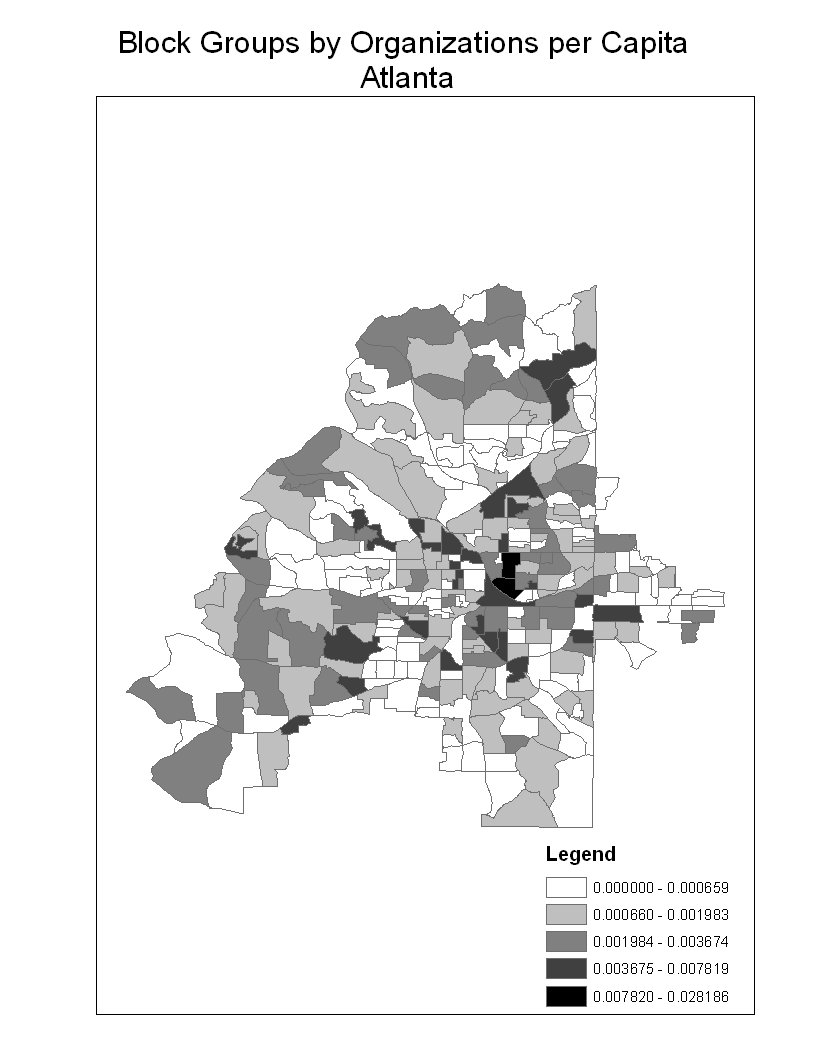 Block Groups by Organizations per Capita
Atlanta
Legend
0.000000 - 0.000659
0.000660 - 0.001983
0.001984 - 0.003674
0.003675 - 0.007819
0.007820 - 0.028186